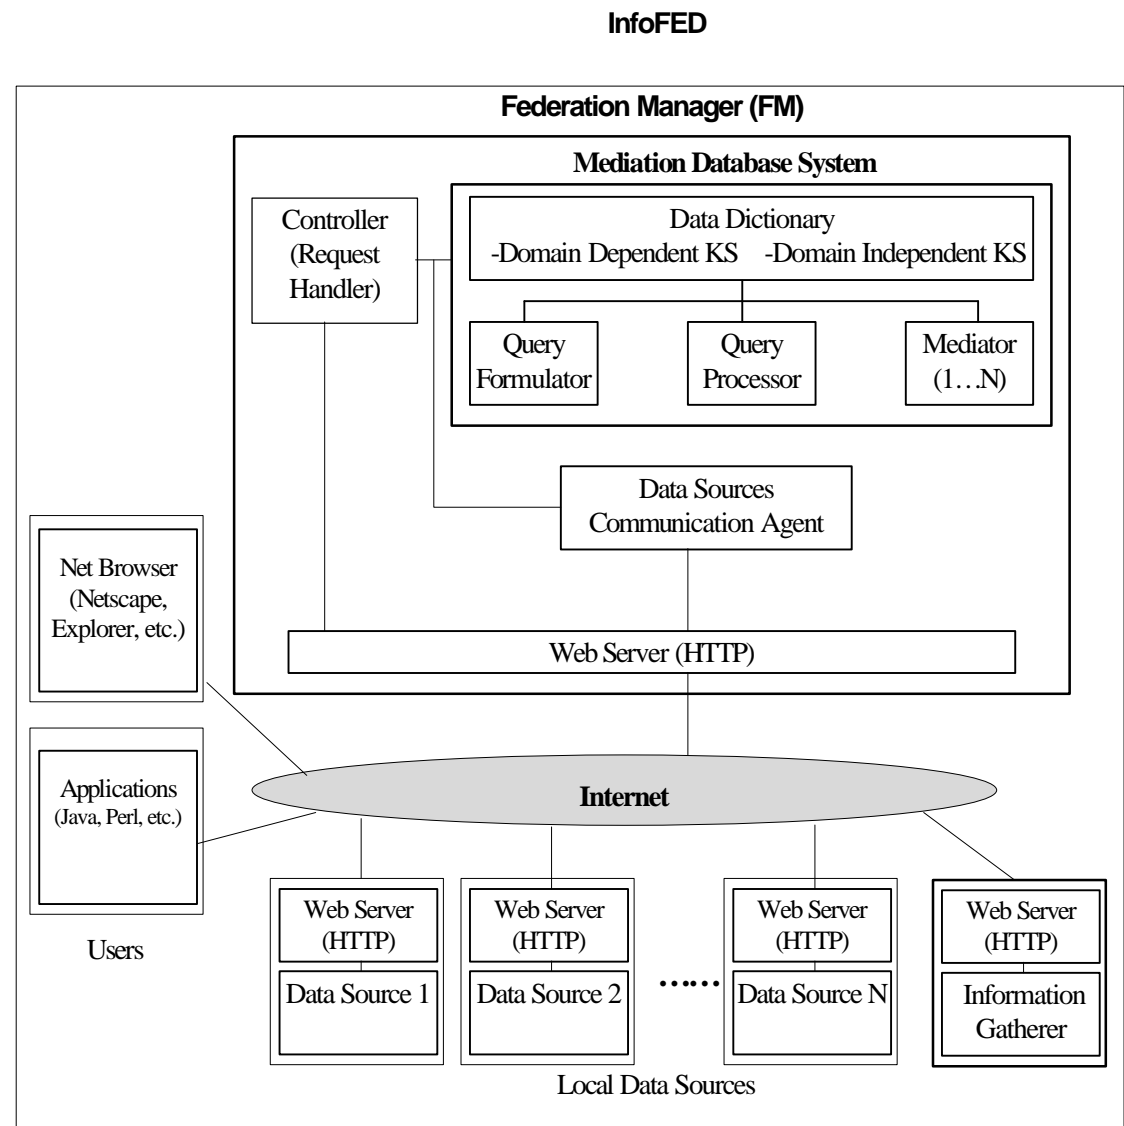 InfoFED
Federation Manager (FM)
Mediation Database System
Controller
(Request
Handler)
Data Dictionary
-Domain Dependent KS -Domain Independent KS
Query
Formulator
Query
Processor
Mediator
(1…N)
Data Sources
Communication Agent
Web Server (HTTP)
Net Browser
(Netscape,
Explorer, etc.)
Applications
(Java, Perl, etc.)
Users
Internet
Web Server
(HTTP)
Data Source 1
Web Server
(HTTP)
Data Source 2
……
Web Server
(HTTP)
Data Source N
Web Server
(HTTP)
Information
Gatherer
Local Data Sources